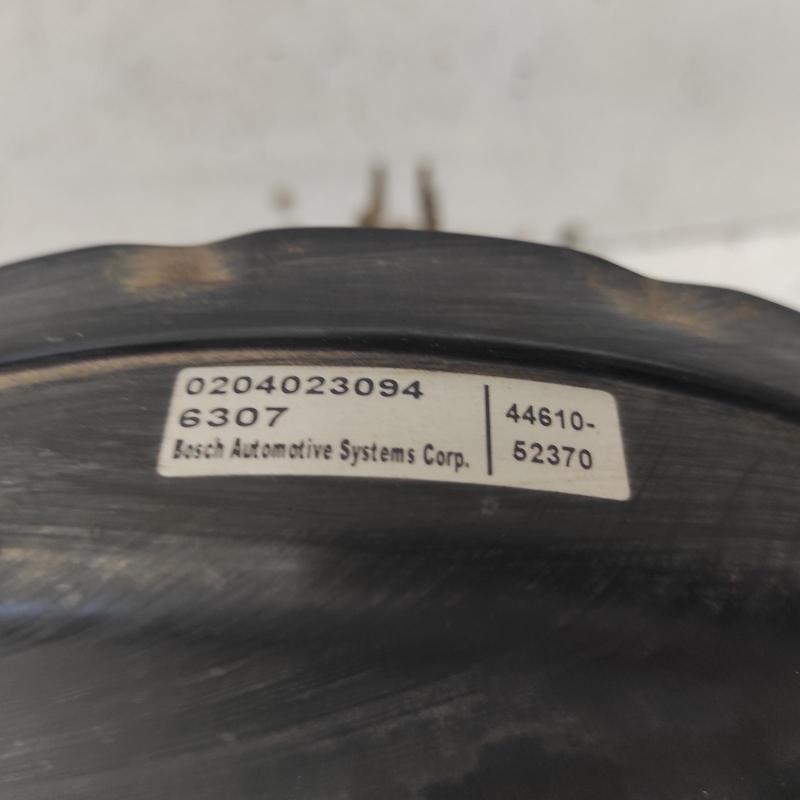 0204023094
6307
Bosch Automotive Systems Corp.
44610-
52370